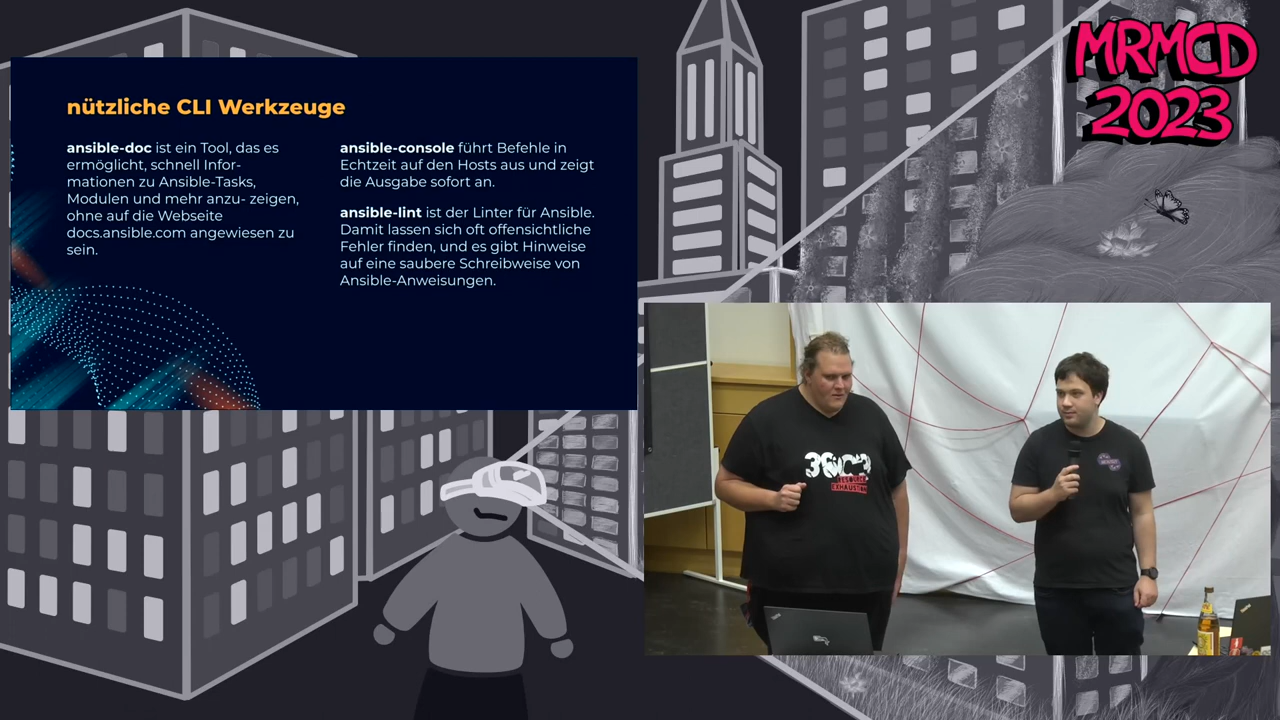 MRMCD
2023
nützliche CLI Werkzeuge
ansible-doc ist ein Tool, das es
ermöglicht, schnell Infor-
mationen zu Ansible-Tasks,
Modulen und mehr anzu- zeigen,
ohne auf die Webseite
docs.ansible.com angewiesen zu
sein.
ansible-console führt Befehle in
Echtzeit auf den Hosts aus und zeigt
die Ausgabe sofort an.
ansible-lint ist der Linter für Ansible.
Damit lassen sich oft offensichtliche
Fehler finden, und es gibt Hinweise
auf eine saubere Schreibweise von
Ansible-Anweisungen.